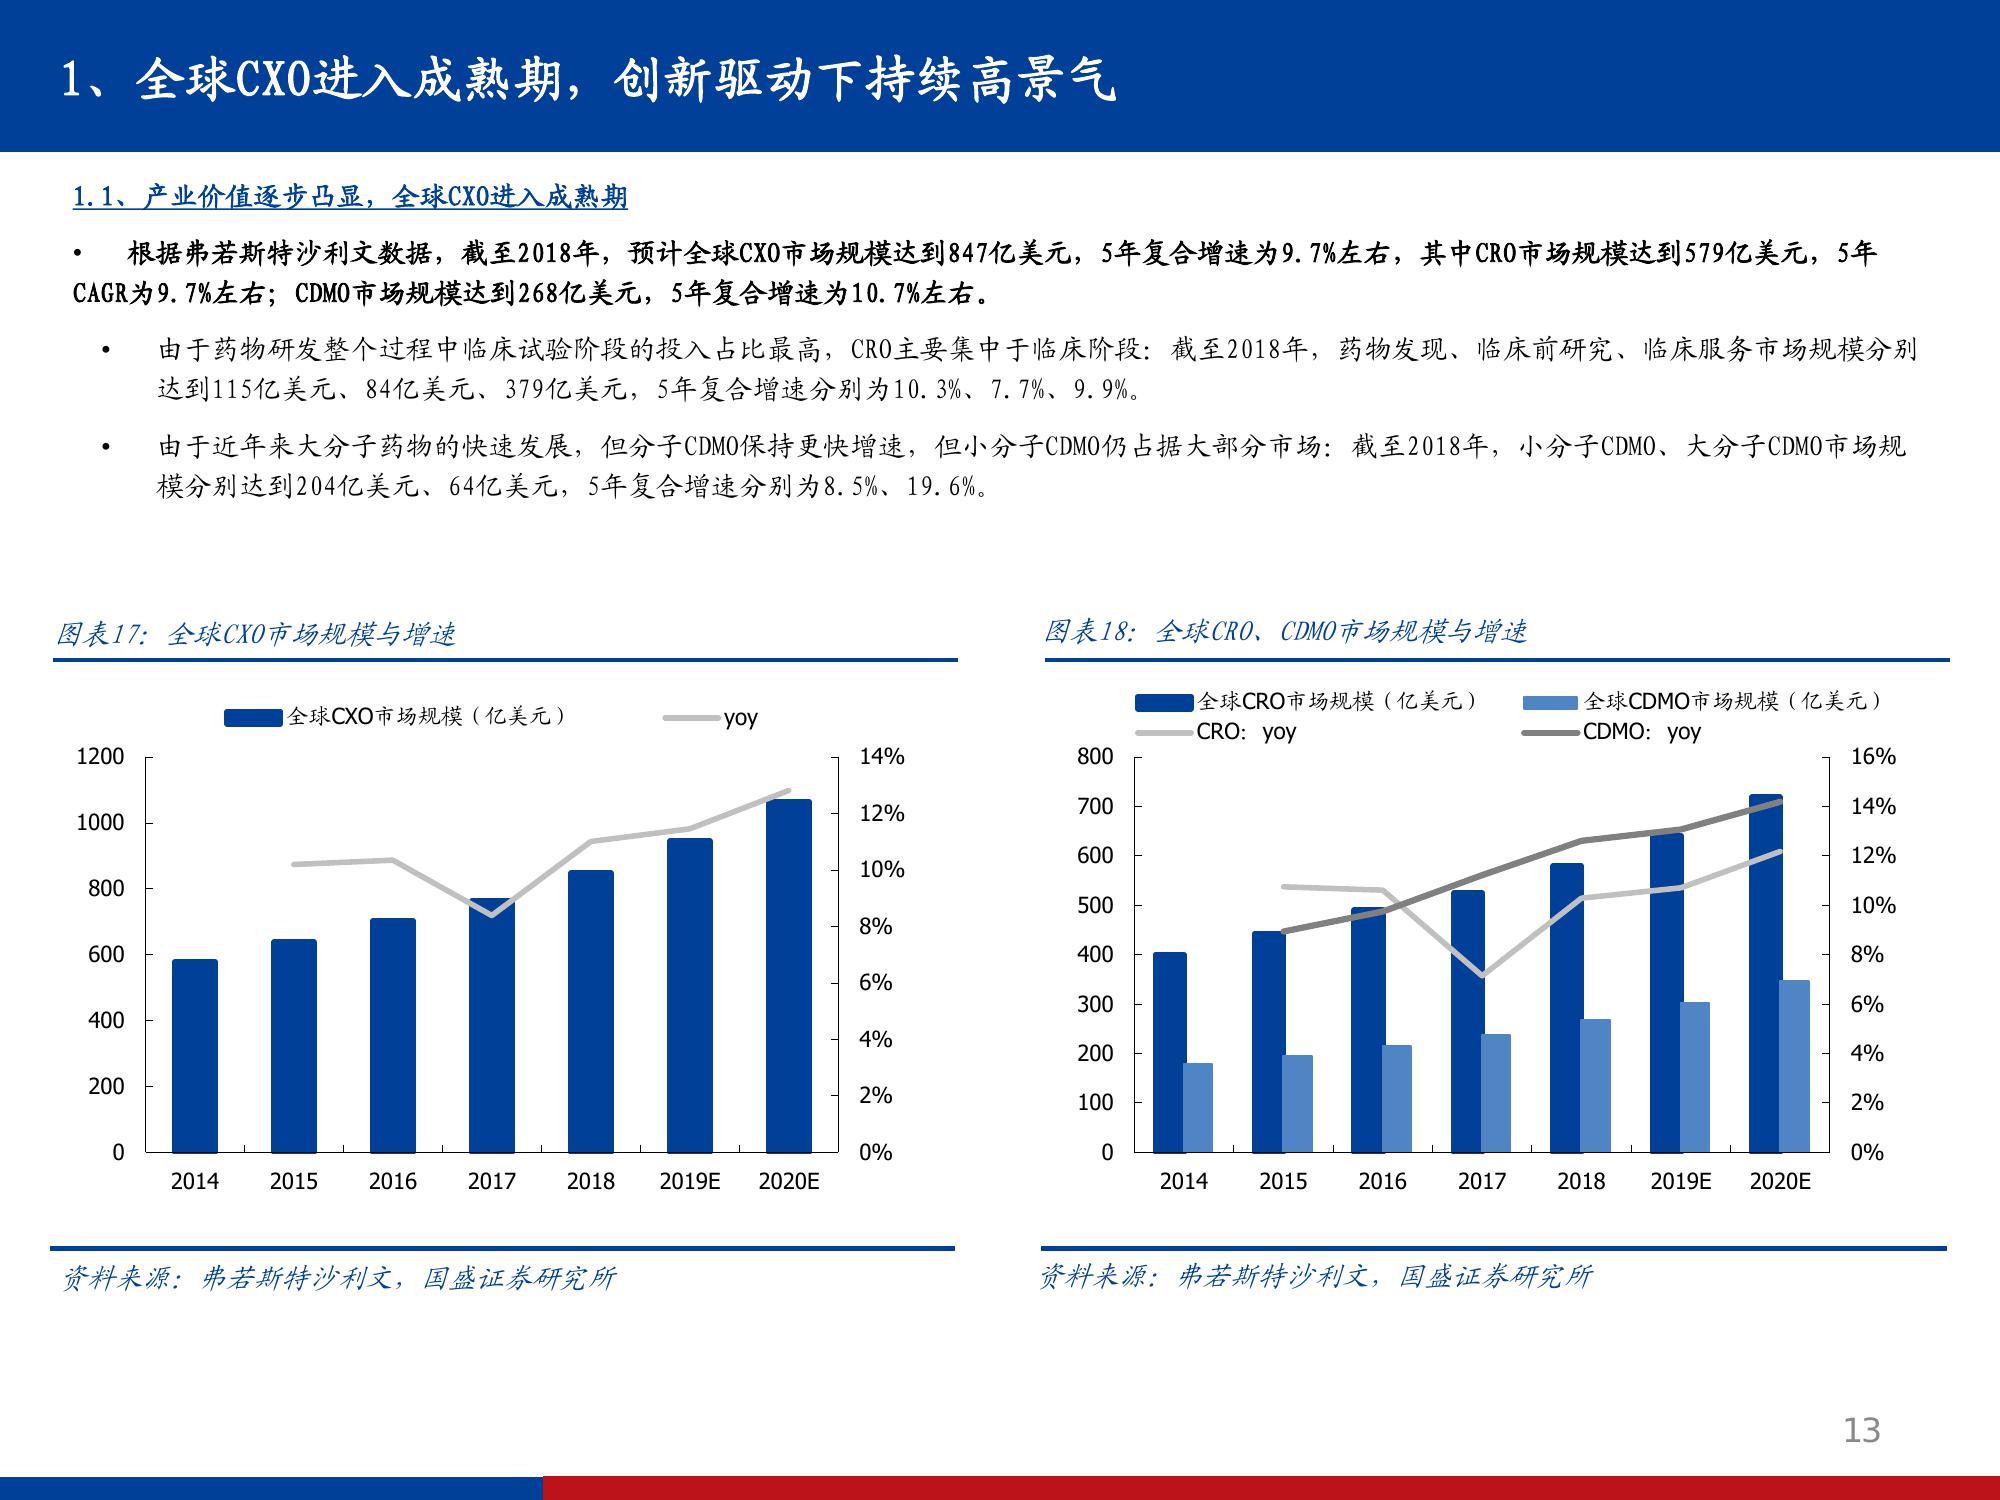 1、全球CXO进入成熟期，创新驱动下持续高景气
1.1、产业价值逐步凸显，全球CXO进入成熟期
• 根据弗若斯特沙利文数据，截至2018年，预计全球CXO市场规模达到847亿美元，5年复合增速为9.7%左右，其中CRO市场规模达到579亿美元，5年
CAGR为9.7%左右；CDMO市场规模达到268亿美元，5年复合增速为10.7%左右。
• 由于药物研发整个过程中临床试验阶段的投入占比最高，CRO主要集中于临床阶段：截至2018年，药物发现、临床前研究、临床服务市场规模分别
达到115亿美元、84亿美元、379亿美元，5年复合增速分别为10.3%、7.7%、9.9%。
• 由于近年来大分子药物的快速发展，但分子CDMO保持更快增速，但小分子CDMO仍占据大部分市场：截至2018年，小分子CDMO、大分子CDMO市场规
模分别达到204亿美元、64亿美元，5年复合增速分别为8.5%、19.6%。
图表17：全球CXO市场规模与增速
全球CXO市场规模（亿美元） yoy
1200 14%
12%
1000
10%
800
8%
600
6%
400
4%
200
2%
0 0%
2014 2015 2016 2017 2018 2019E 2020E
资料来源：弗若斯特沙利文，国盛证券研究所
图表18：全球CRO、CDMO市场规模与增速
全球CRO市场规模（亿美元） 全球CDMO市场规模（亿美元）
CRO：yoy CDMO：yoy
800 16%
700 14%
600 12%
500 10%
400 8%
300 6%
200 4%
100 2%
0 0%
2014 2015 2016 2017 2018 2019E 2020E
资料来源：弗若斯特沙利文，国盛证券研究所
13